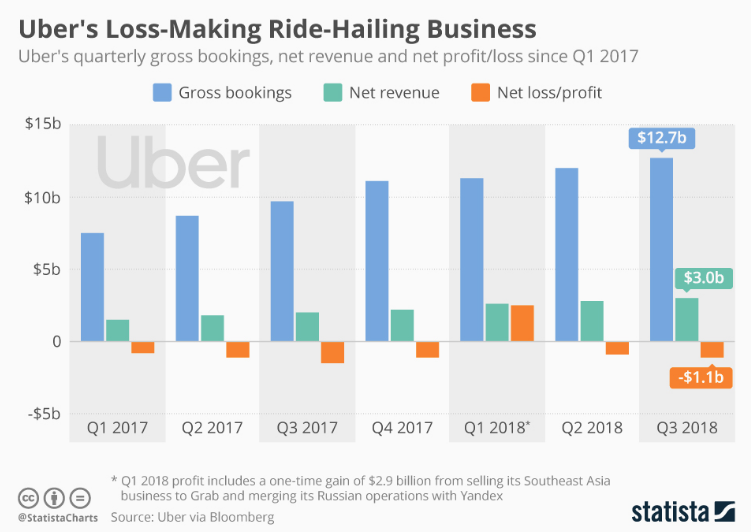 Uber's Loss-Making Ride-Hailing Business
Uber's quarterly gross bookings, net revenue and net profit/loss since Q1 2017
Gross bookings Net revenue Net loss/profit
$15b
Uber
$12.7b
$10b
$5b
$3.0b
0
-$1.1b
-$5b
Q1 2017 Q2 2017 Q3 2017 Q4 2017 Q1 2018* Q2 2018 Q3 2018
* Q1 2018 profit includes a one-time gain of $2.9 billion from selling its Southeast Asia
business to Grab and merging its Russian operations with Yandex
cc
@StatistaCharts Source: Uber via Bloomberg
statista